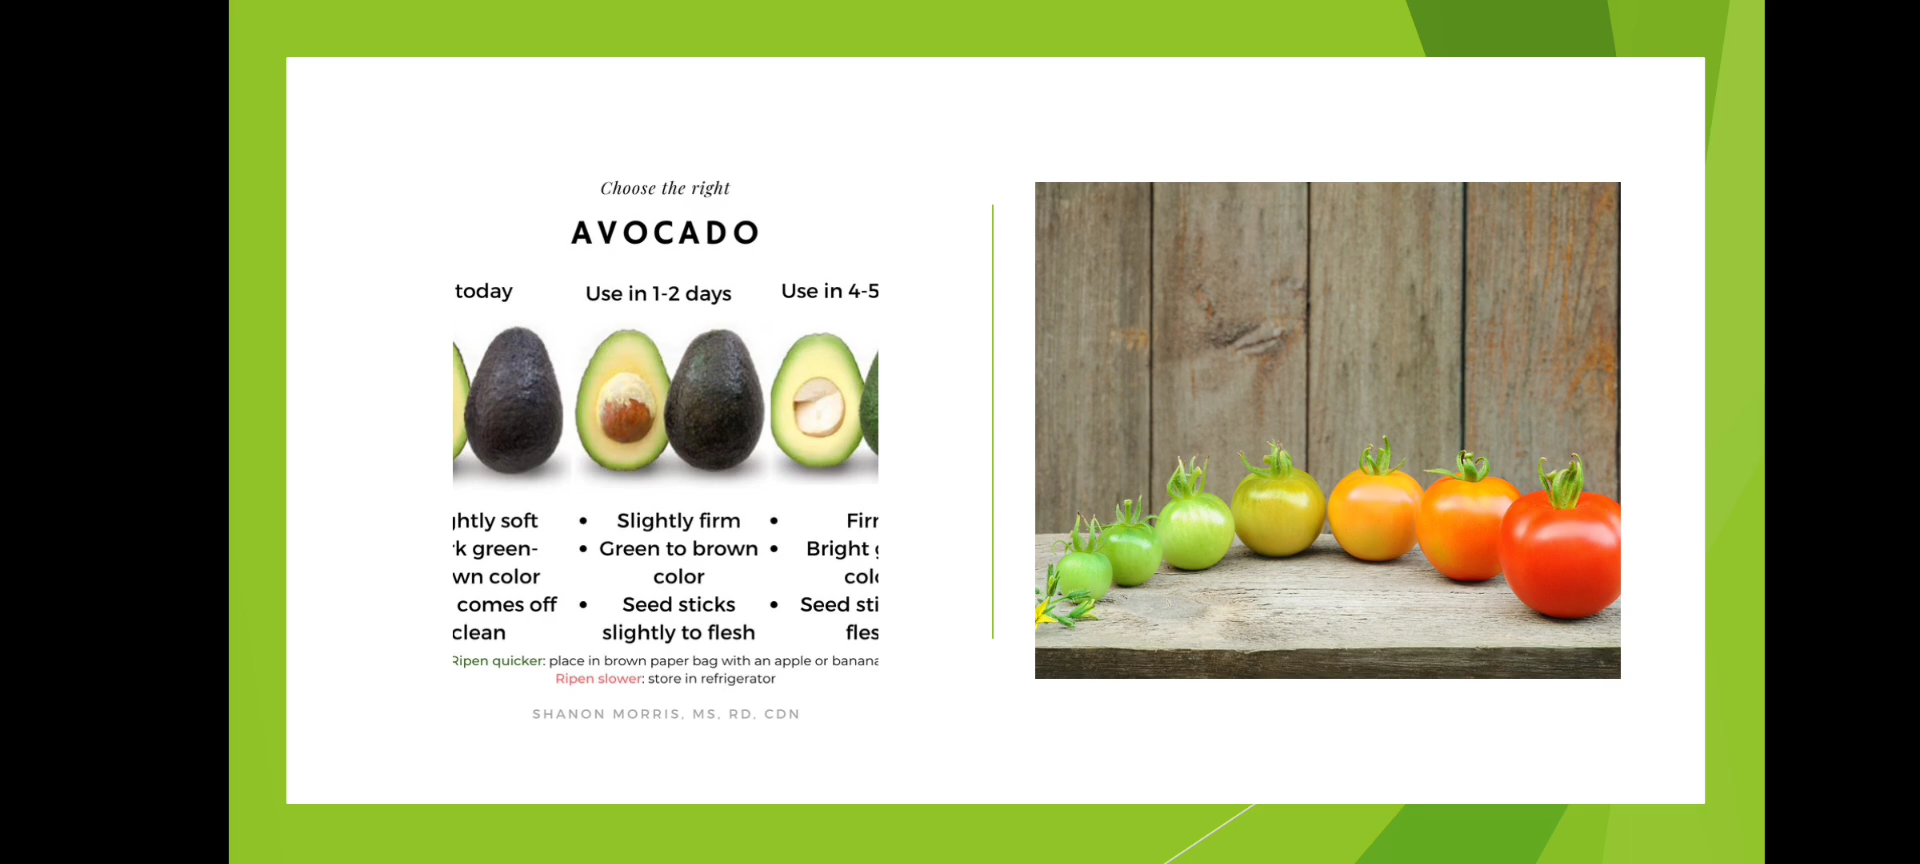 Choose the right
AVOCADO
today
Use in 1-2 days
Use in 4-5
htly soft
k green-
wn color
comes off
clean
• Slightly firm
• Green to brown
color
• Seed sticks
slightly to flesh
• Fir
• Bright
colo
• Seed sti
fles
Ripen quicker: place in brown paper bag with an apple or banana
Ripen slower: store in refrigerator
SHANON MORRIS, MS, RD, CDN